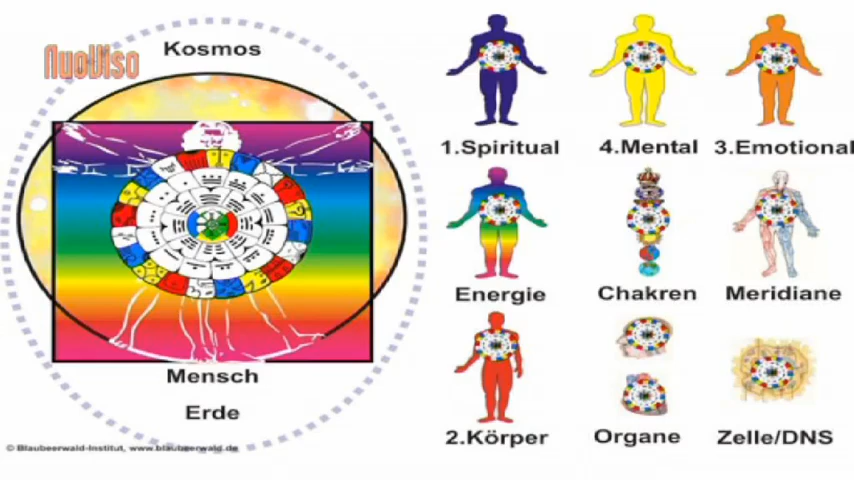 NuoViso
Kosmos
Mensch
Erde
© Blaubeerwald-Institut, www.blaubeerwald.de
1.Spiritual
4.Mental
3.Emotional
Energie
Chakren
Meridiane
2.Körper
Organe
Zelle/DNS